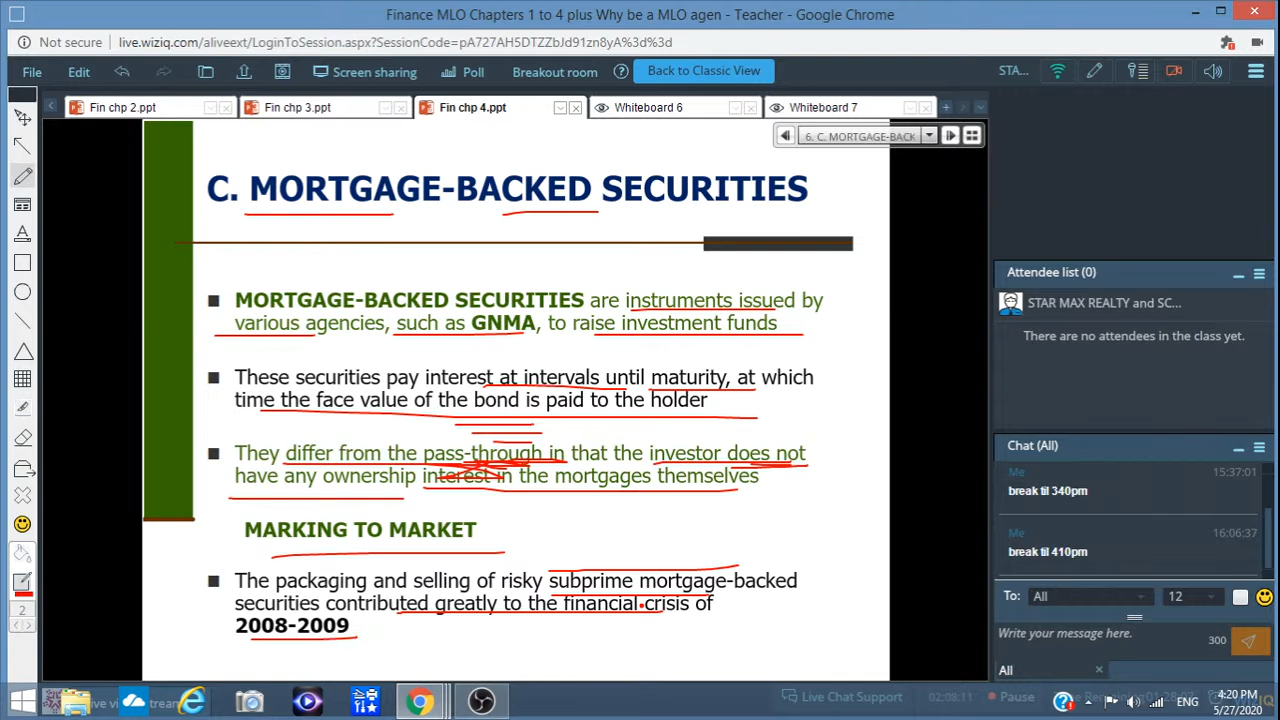 Finance MLO Chapters 1 to 4 plus Why be a MLO agen - Teacher - Google Chrome
Not secure | live.wiziq.com/aliveext/LoginToSession.aspx?SessionCode=pA727AH5DTZZbJd91zn8yA%3d%3d
File Edit Screen sharing Poll Breakout room Back to Classic View STA...
Fin chp 2.ppt Fin chp 3.ppt Fin chp 4.ppt Whiteboard 6 Whiteboard 7
6. C. MORTGAGE-BACK
C. MORTGAGE-BACKED SECURITIES
MORTGAGE-BACKED SECURITIES are instruments issued by
various agencies, such as GNMA, to raise investment funds
These securities pay interest at intervals until maturity, at which
time the face value of the bond is paid to the holder
They differ from the pass-through in that the investor does not
have any ownership interest in the mortgages themselves
MARKING TO MARKET
The packaging and selling of risky subprime mortgage-backed
securities contributed greatly to the financial crisis of
2008-2009
2
Attendee list (0)
STAR MAX REALTY and SC...
There are no attendees in the class yet.
Chat (All)
Me 15:37:01
break til 340pm
Me 16:06:37
break til 410pm
To: All 12
Write your message here.
300
All
Live Chat Support 02:08:11 Pause
ENG
4:20 PM
5/27/2020